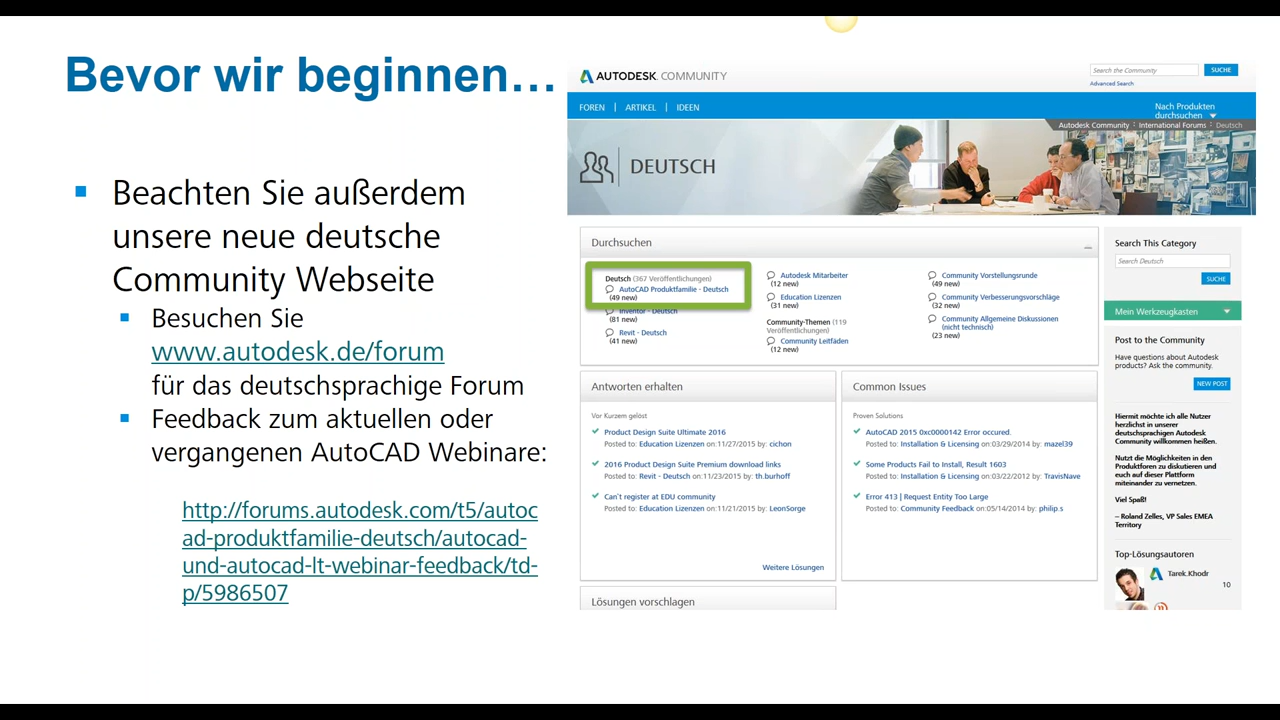 Bevor wir beginnen...
Beachten Sie außerdem
unsere neue deutsche
Community Webseite
Besuchen Sie
www.autodesk.de/forum
für das deutschsprachige Forum
Feedback zum aktuellen oder
vergangenen AutoCAD Webinare:
http://forums.autodesk.com/t5/autoc
ad-produktfamilie-deutsch/autocad-
und-autocad-lt-webinar-feedback/td-
p/5986507
AUTODESK. COMMUNITY
Search the Community
SUCHE
Advanced Search
FOREN | ARTIKEL | IDEEN
Nach Produkten
durchsuchen
Autodesk Community : International Forums : Deutsch
DEUTSCH
Durchsuchen
Deutsch (367 Veröffentlichungen)
AutoCAD Produktfamilie - Deutsch
(49 new)
Inventor - Deutsch
(81 new)
Revit - Deutsch
(41 new)
Autodesk Mitarbeiter
(12 new)
Education Lizenzen
(31 new)
Community-Themen (119
Veröffentlichungen)
Community Leitfäden
(12 new)
Community Vorstellungsrunde
(49 new)
Community Verbesserungsvorschläge
(32 new)
Community Allgemeine Diskussionen
(nicht technisch)
(23 new)
Antworten erhalten
Vor Kurzem gelöst
Product Design Suite Ultimate 2016
Posted to: Education Lizenzen on:11/27/2015 by: cichon
2016 Product Design Suite Premium download links
Posted to: Revit - Deutsch on:11/23/2015 by: th.burhoff
Can't register at EDU community
Posted to: Education Lizenzen on:11/21/2015 by: LeonSorge
Weitere Lösungen
Common Issues
Proven Solutions
AutoCAD 2015 0xc0000142 Error occured.
Posted to: Installation & Licensing on:03/29/2014 by: mazel39
Some Products Fail to Install, Result 1603
Posted to: Installation & Licensing on:03/22/2012 by: TravisNave
Error 413 | Request Entity Too Large
Posted to: Community Feedback on:05/14/2014 by: philip.s
Lösungen vorschlagen
Search This Category
Search Deutsch
SUCHE
Mein Werkzeugkasten
Post to the Community
Have questions about Autodesk
products? Ask the community.
NEW POST
Hiermit möchte ich alle Nutzer
herzlichst in unserer
deutschsprachigen Autodesk
Community willkommen heißen.
Nutzt die Möglichkeiten in den
Produktforen zu diskutieren und
euch auf dieser Plattform
miteinander zu vernetzen.
Viel Spaß!
– Roland Zelles, VP Sales EMEA
Territory
Top-Lösungsautoren
Tarek.Khodr
10